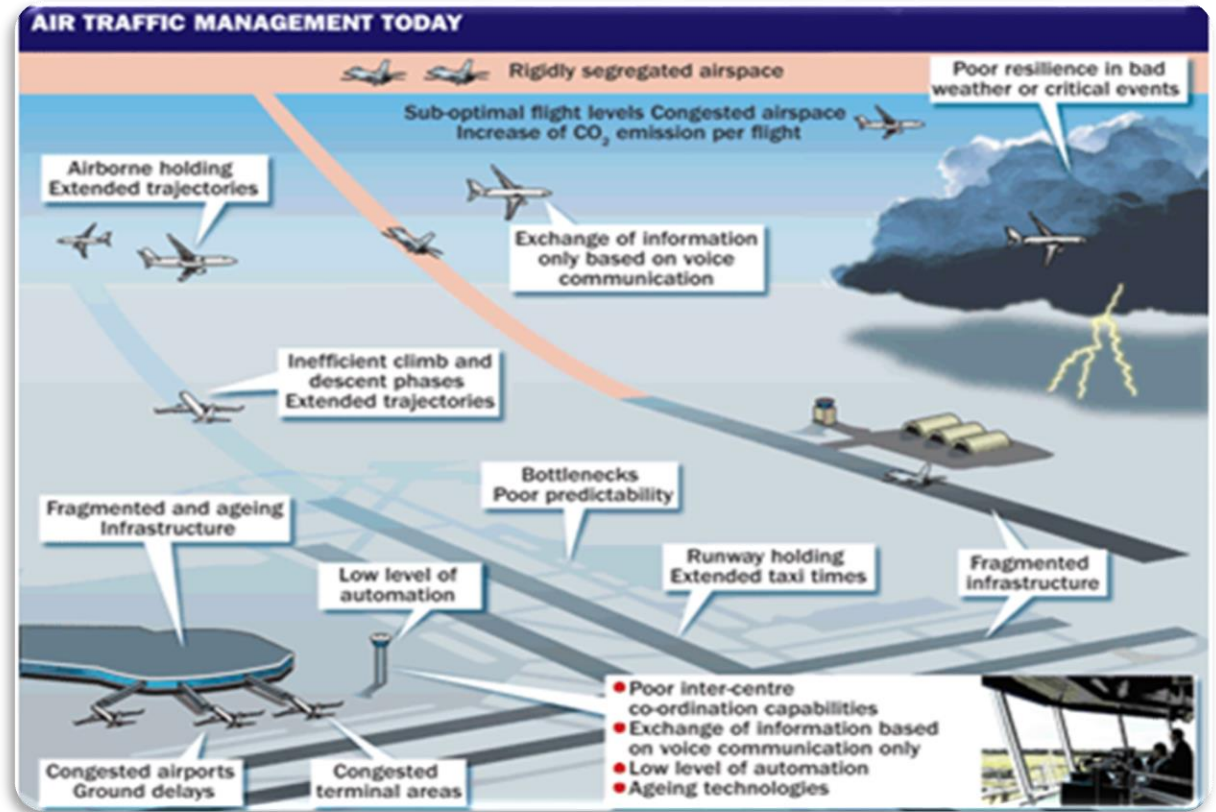 AIR TRAFFIC MANAGEMENT TODAY
Rigidly segregated airspace
Poor resilience in bad
weather or critical events
Sub-optimal flight levels Congested airspace
Increase of CO₂ emission per flight
Airborne holding
Extended trajectories
Exchange of information
only based on voice
communication
Inefficient climb and
descent phases
Extended trajectories
Bottlenecks
Poor predictability
Fragmented and ageing
Infrastructure
Low level of
automation
Runway holding
Extended taxi times
Fragmented
infrastructure
Congested airports
Ground delays
Congested
terminal areas
• Poor inter-centre
co-ordination capabilities
• Exchange of information based
on voice communication only
• Low level of automation
• Ageing technologies